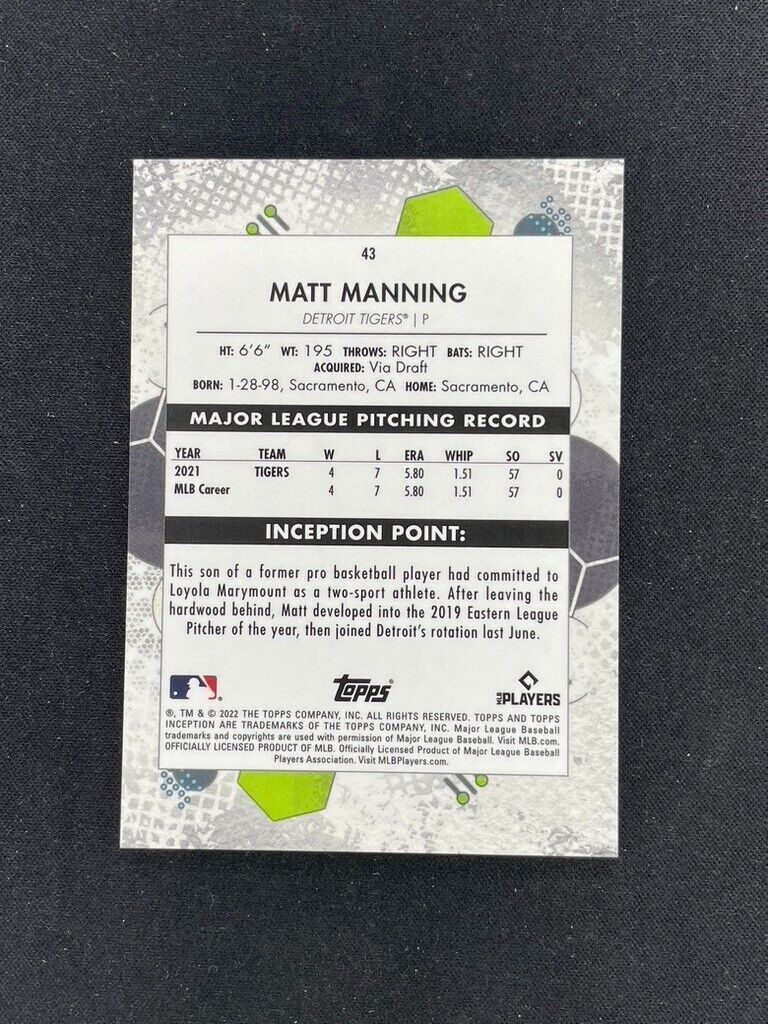 43
MATT MANNING
DETROIT TIGERS® | P
HT: 6'6" WT: 195 THROWS: RIGHT BATS: RIGHT
ACQUIRED: Via Draft
BORN: 1-28-98, Sacramento, CA HOME: Sacramento, CA
MAJOR LEAGUE PITCHING RECORD
YEAR TEAM W L ERA WHIP SO SV
2021 TIGERS 4 7 5.80 1.51 57 0
MLB Career 4 7 5.80 1.51 57 0
INCEPTION POINT:
This son of a former pro basketball player had committed to
Loyola Marymount as a two-sport athlete. After leaving the
hardwood behind, Matt developed into the 2019 Eastern League
Pitcher of the year, then joined Detroit's rotation last June.
topps®
MLB PLAYERS
®, TM & © 2022 THE TOPPS COMPANY, INC. ALL RIGHTS RESERVED. TOPPS AND TOPPS
INCEPTION ARE TRADEMARKS OF THE TOPPS COMPANY, INC. Major League Baseball
trademarks and copyrights are used with permission of Major League Baseball. Visit MLB.com.
OFFICIALLY LICENSED PRODUCT OF MLB. Officially Licensed Product of Major League Baseball
Players Association. Visit MLBPlayers.com.